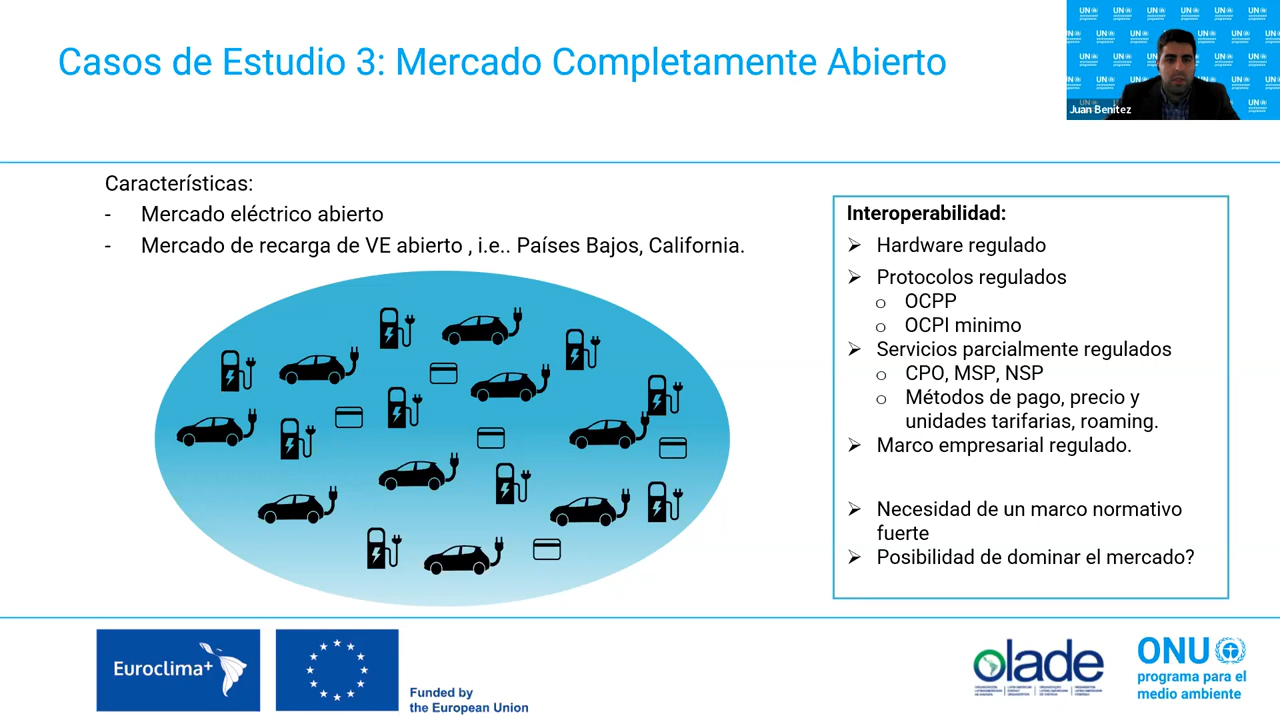 Casos de Estudio 3: Mercado Completamente Abierto
Juan Benitez
Características:
- Mercado eléctrico abierto
- Mercado de recarga de VE abierto , i.e.. Países Bajos, California.
Interoperabilidad:
Hardware regulado
Protocolos regulados
o OCPP
o OCPI minimo
Servicios parcialmente regulados
o CPO, MSP, NSP
o Métodos de pago, precio y
unidades tarifarias, roaming.
Marco empresarial regulado.
Necesidad de un marco normativo
fuerte
Posibilidad de dominar el mercado?
Euroclima+
Funded by
the European Union
olade
ONU
programa para el
medio ambiente